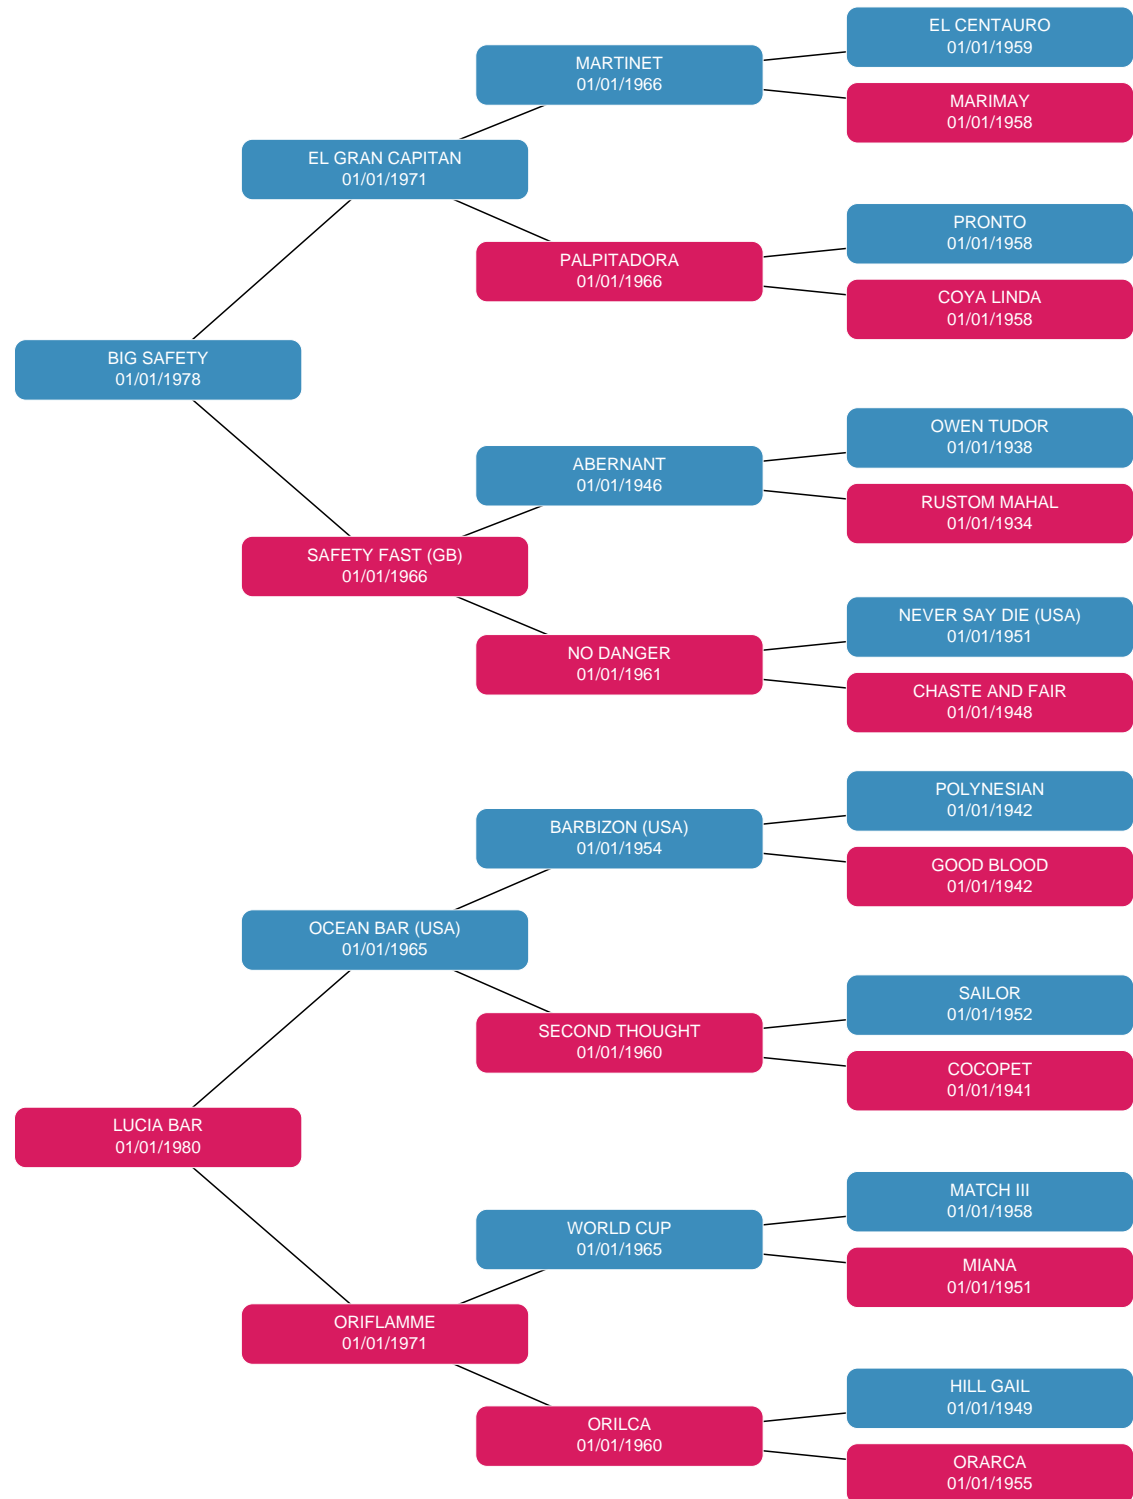 EL CENTAURO
01/01/1959
MARTINET
01/01/1966
MARIMAY
01/01/1958
EL GRAN CAPITAN
01/01/1971
PRONTO
01/01/1958
PALPITADORA
01/01/1966
COYA LINDA
01/01/1958
BIG SAFETY
01/01/1978
OWEN TUDOR
01/01/1938
ABERNANT
01/01/1946
RUSTOM MAHAL
01/01/1934
SAFETY FAST (GB)
01/01/1966
NEVER SAY DIE (USA)
01/01/1951
NO DANGER
01/01/1961
CHASTE AND FAIR
01/01/1948
POLYNESIAN
01/01/1942
BARBIZON (USA)
01/01/1954
GOOD BLOOD
01/01/1942
OCEAN BAR (USA)
01/01/1965
SAILOR
01/01/1952
SECOND THOUGHT
01/01/1960
COCOPET
01/01/1941
LUCIA BAR
01/01/1980
MATCH III
01/01/1958
WORLD CUP
01/01/1965
MIANA
01/01/1951
ORIFLAMME
01/01/1971
HILL GAIL
01/01/1949
ORILCA
01/01/1960
ORARCA
01/01/1955